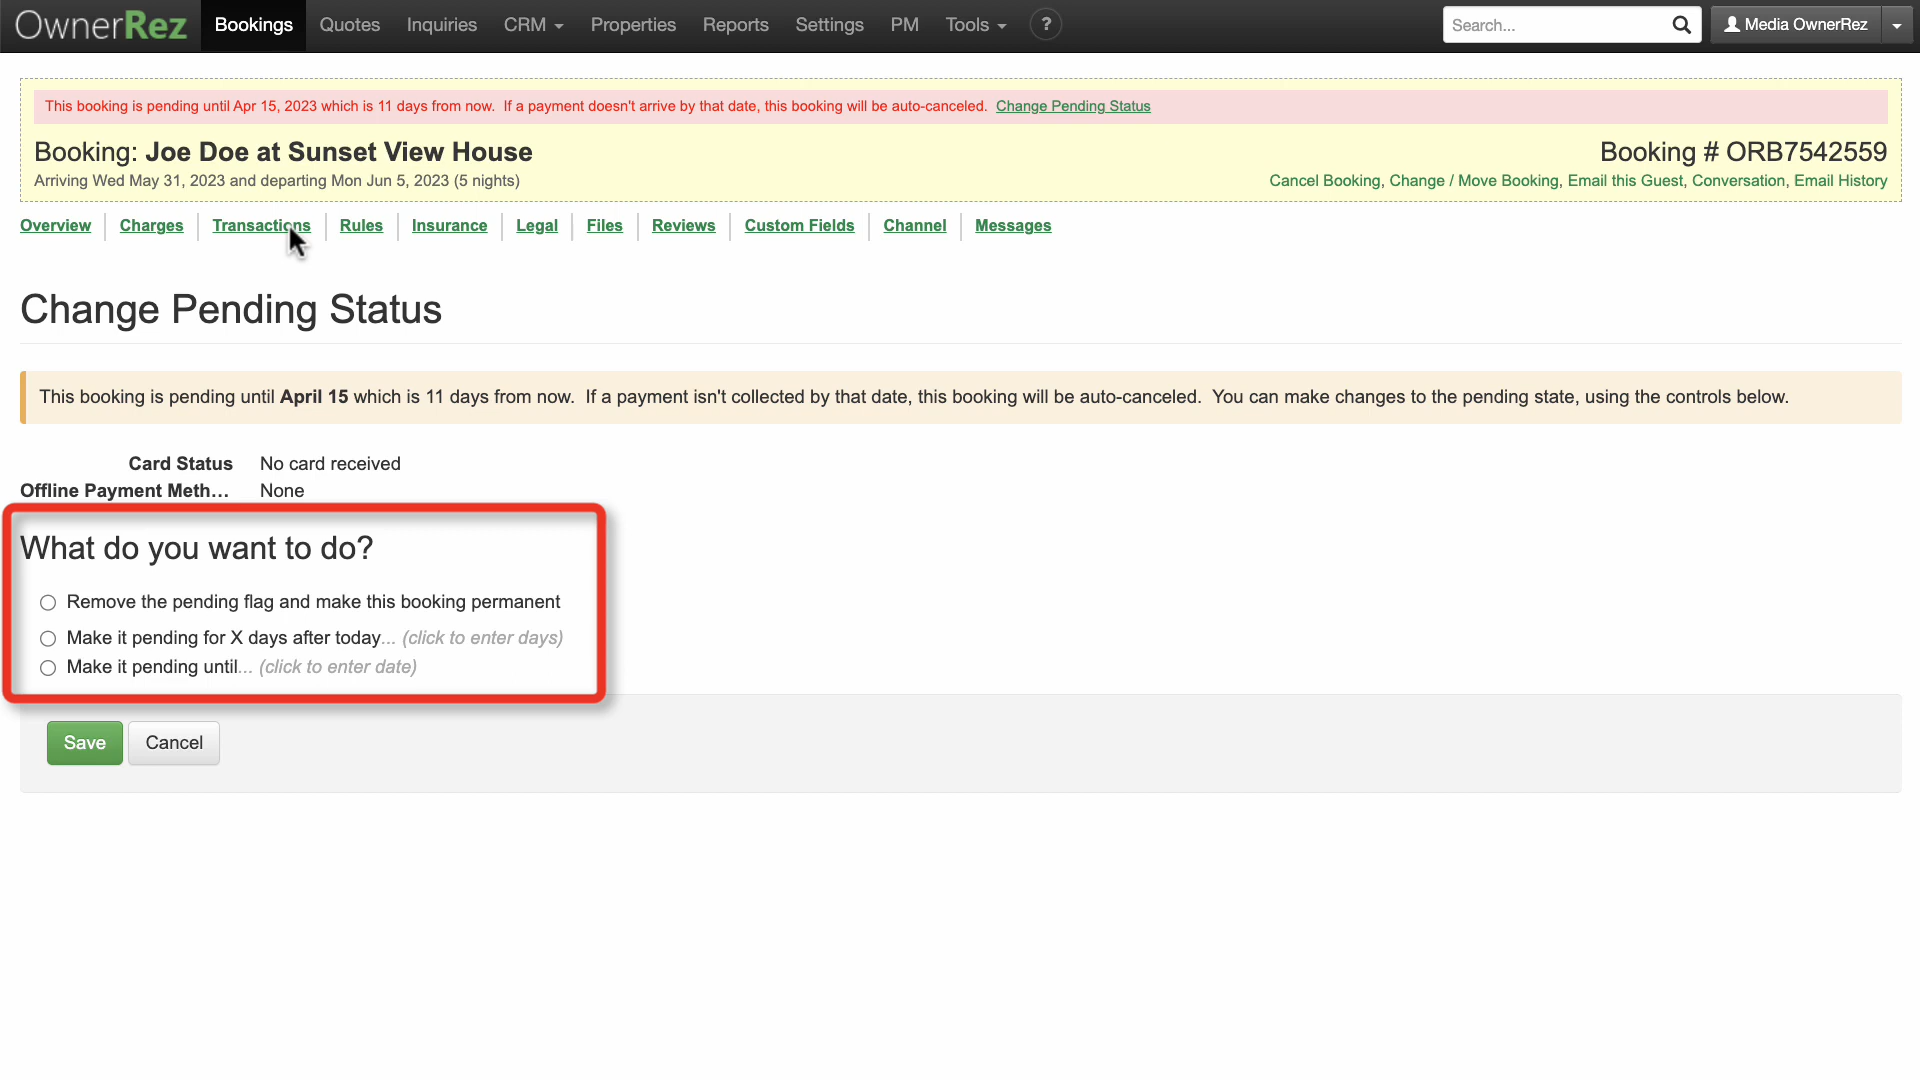 OwnerRez Bookings Quotes Inquiries CRM Properties Reports Settings PM Tools ? Search... Media OwnerRez
This booking is pending until Apr 15, 2023 which is 11 days from now. If a payment doesn't arrive by that date, this booking will be auto-canceled. Change Pending Status
Booking: Joe Doe at Sunset View House
Booking # ORB7542559
Arriving Wed May 31, 2023 and departing Mon Jun 5, 2023 (5 nights)
Cancel Booking, Change / Move Booking, Email this Guest, Conversation, Email History
Overview Charges Transactions Rules Insurance Legal Files Reviews Custom Fields Channel Messages
Change Pending Status
This booking is pending until April 15 which is 11 days from now. If a payment isn't collected by that date, this booking will be auto-canceled. You can make changes to the pending state, using the controls below.
Card Status No card received
Offline Payment Meth... None
What do you want to do?
Remove the pending flag and make this booking permanent
Make it pending for X days after today... (click to enter days)
Make it pending until... (click to enter date)
Save Cancel